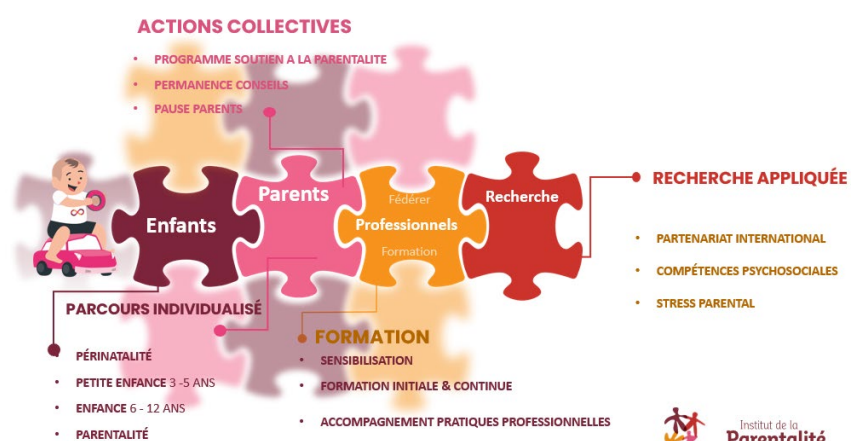 ACTIONS COLLECTIVES
• PROGRAMME SOUTIEN A LA PARENTALITE
• PERMANENCE CONSEILS
• PAUSE PARENTS
Enfants
Parents
Fédérer
Professionnels
Formation
Recherche
RECHERCHE APPLIQUÉE
• PARTENARIAT INTERNATIONAL
• COMPÉTENCES PSYCHOSOCIALES
• STRESS PARENTAL
PARCOURS INDIVIDUALISÉ
• PÉRINATALITÉ
• PETITE ENFANCE 3 -5 ANS
• ENFANCE 6 - 12 ANS
• PARENTALITÉ
FORMATION
• SENSIBILISATION
• FORMATION INITIALE & CONTINUE
• ACCOMPAGNEMENT PRATIQUES PROFESSIONNELLES
Institut de la
Parentalité